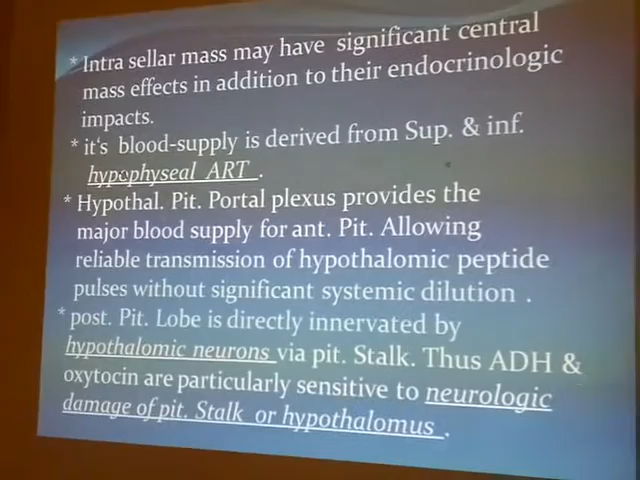 * Intra sellar mass may have significant central
mass effects in addition to their endocrinologic
impacts.
* it's blood-supply is derived from Sup. & inf.
hypophyseal ART .
* Hypothal. Pit. Portal plexus provides the
major blood supply for ant. Pit. Allowing
reliable transmission of hypothalomic peptide
pulses without significant systemic dilution .
* post. Pit. Lobe is directly innervated by
hypothalomic neurons via pit. Stalk. Thus ADH &
oxytocin are particularly sensitive to neurologic
damage of pit. Stalk or hypothalomus .